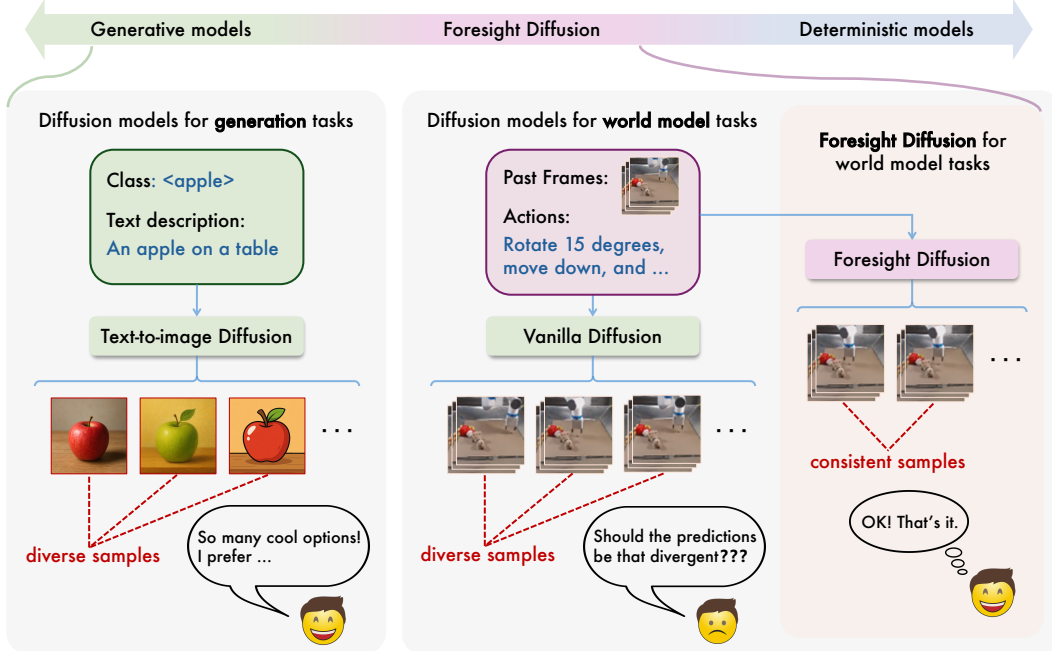 Generative models
Foresight Diffusion
Deterministic models
Diffusion models for generation tasks
Class: <apple>
Text description:
An apple on a table
Text-to-image Diffusion
...
diverse samples
So many cool options!
I prefer ...
Diffusion models for world model tasks
Past Frames:
Actions:
Rotate 15 degrees,
move down, and ...
Vanilla Diffusion
...
diverse samples
Should the predictions
be that divergent???
Foresight Diffusion for
world model tasks
Foresight Diffusion
...
consistent samples
OK! That's it.